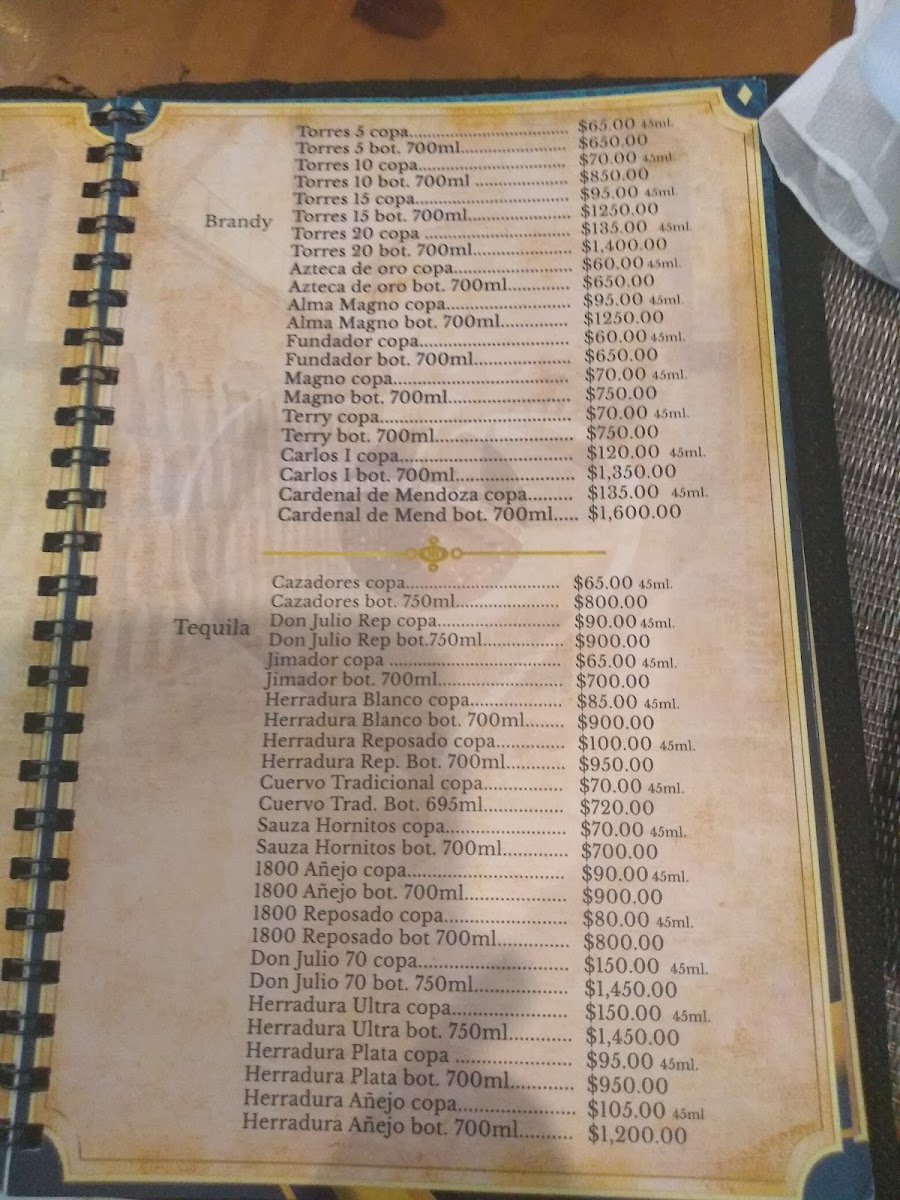 Brandy
Torres 5 copa............................ $65.00 45ml.
Torres 5 bot. 700ml................... $650.00
Torres 10 copa.......................... $70.00 45ml.
Torres 10 bot. 700ml ................ $850.00
Torres 15 copa........................... $95.00 45ml.
Torres 15 bot. 700ml.................. $1250.00
Torres 20 copa ......................... $135.00 45ml.
Torres 20 bot. 700ml................. $1,400.00
Azteca de oro copa.................... $60.00 45ml.
Azteca de oro bot. 700ml........... $650.00
Alma Magno copa...................... $95.00 45ml.
Alma Magno bot. 700ml............ $1250.00
Fundador copa.......................... $60.00 45ml.
Fundador bot. 700ml................. $650.00
Magno copa............................... $70.00 45ml.
Magno bot. 700ml..................... $750.00
Terry copa................................. $70.00 45ml.
Terry bot. 700ml........................ $750.00
Carlos I copa.............................. $120.00 45ml.
Carlos I bot. 700ml.................... $1,350.00
Cardenal de Mendoza copa........ $135.00 45ml.
Cardenal de Mend bot. 700ml..... $1,600.00
Tequila
Cazadores copa........................... $65.00 45ml.
Cazadores bot. 750ml.................. $800.00
Don Julio Rep copa..................... $90.00 45ml.
Don Julio Rep bot.750ml.............. $900.00
Jimador copa ............................. $65.00 45ml.
Jimador bot. 700ml..................... $700.00
Herradura Blanco copa................ $85.00 45ml.
Herradura Blanco bot. 700ml....... $900.00
Herradura Reposado copa............ $100.00 45ml.
Herradura Rep. Bot. 700ml.......... $950.00
Cuervo Tradicional copa.............. $70.00 45ml.
Cuervo Trad. Bot. 695ml.............. $720.00
Sauza Hornitos copa.................... $70.00 45ml.
Sauza Hornitos bot. 700ml........... $700.00
1800 Añejo copa.......................... $90.00 45ml.
1800 Añejo bot. 700ml................. $900.00
1800 Reposado copa.................... $80.00 45ml.
1800 Reposado bot 700ml............ $800.00
Don Julio 70 copa........................ $150.00 45ml.
Don Julio 70 bot. 750ml............... $1,450.00
Herradura Ultra copa................... $150.00 45ml.
Herradura Ultra bot. 750ml.......... $1,450.00
Herradura Plata copa ................... $95.00 45ml.
Herradura Plata bot. 700ml........... $950.00
Herradura Añejo copa................... $105.00 45ml
Herradura Añejo bot. 700ml.......... $1,200.00